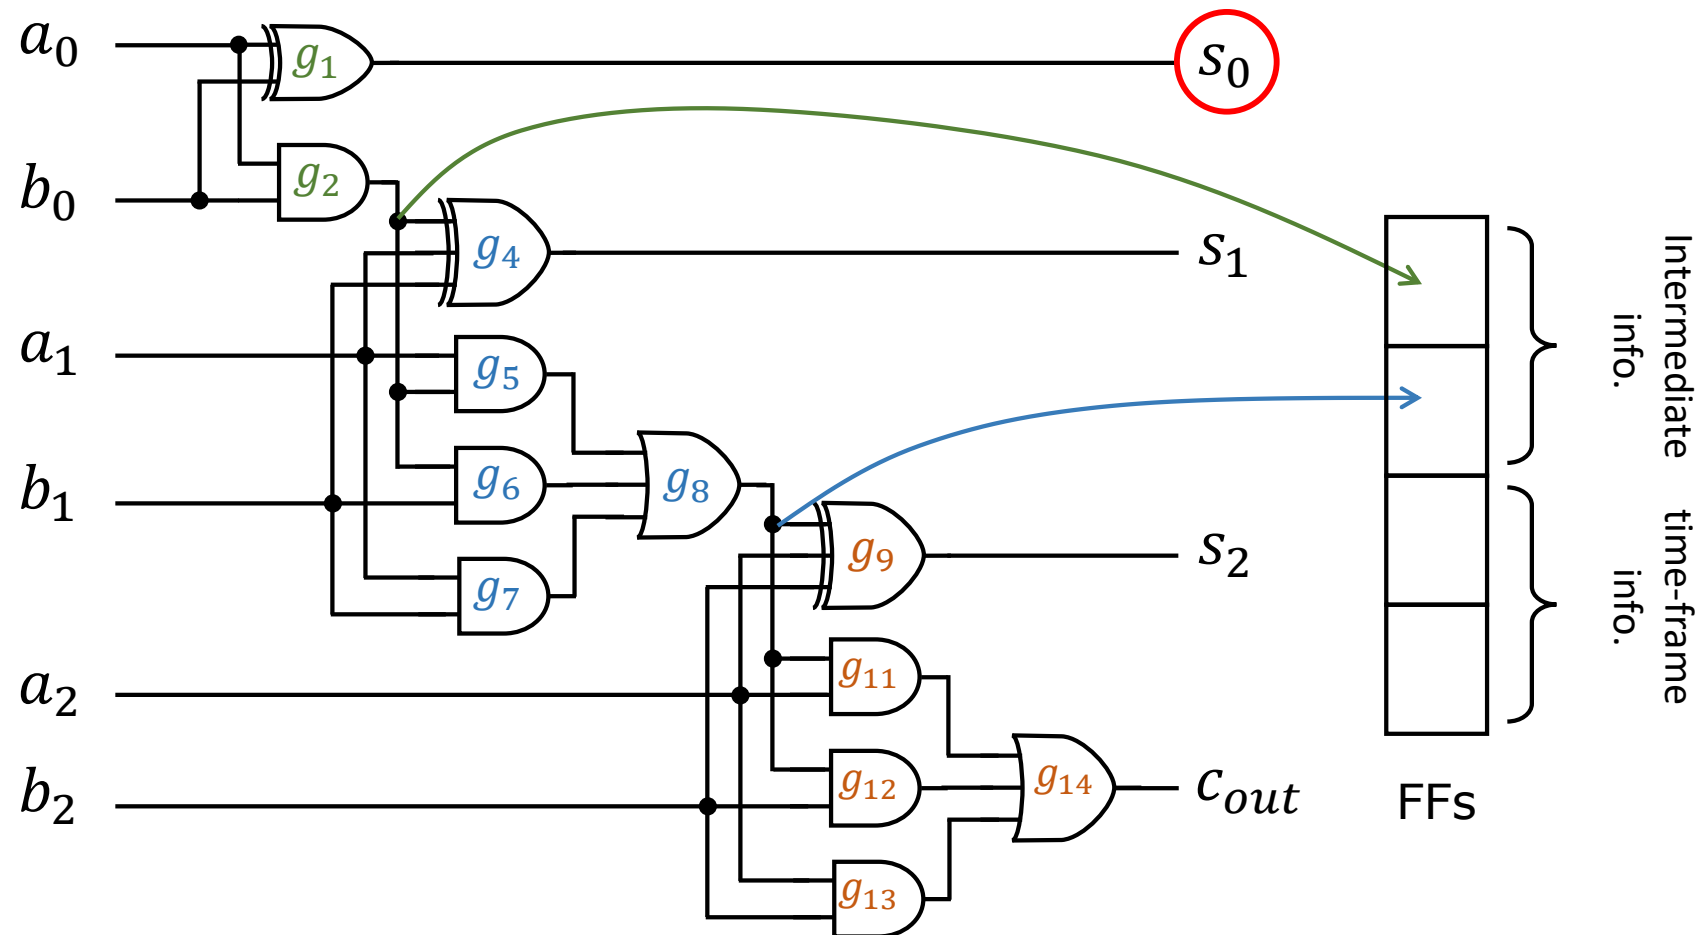 a₀
g₁
s₀
b₀
g₂
g₄
s₁
a₁
g₅
b₁
g₆
g₈
g₇
g₉
s₂
a₂
g₁₁
b₂
g₁₂
g₁₄
c_out
g₁₃
FFs
Intermediate
info.
time-frame
info.